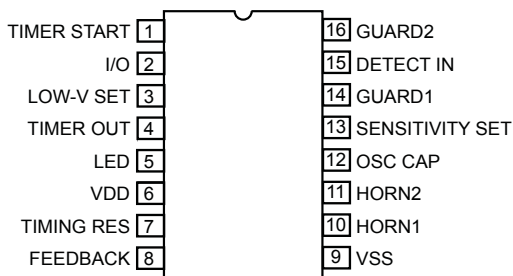 TIMER START 1
16 GUARD2
I/O 2
15 DETECT IN
LOW-V SET 3
14 GUARD1
TIMER OUT 4
13 SENSITIVITY SET
LED 5
12 OSC CAP
VDD 6
11 HORN2
TIMING RES 7
10 HORN1
FEEDBACK 8
9 VSS